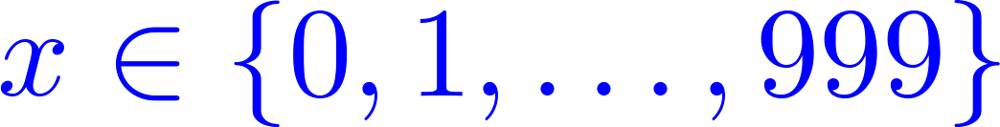 x ∈ {0, 1, . . . , 999}